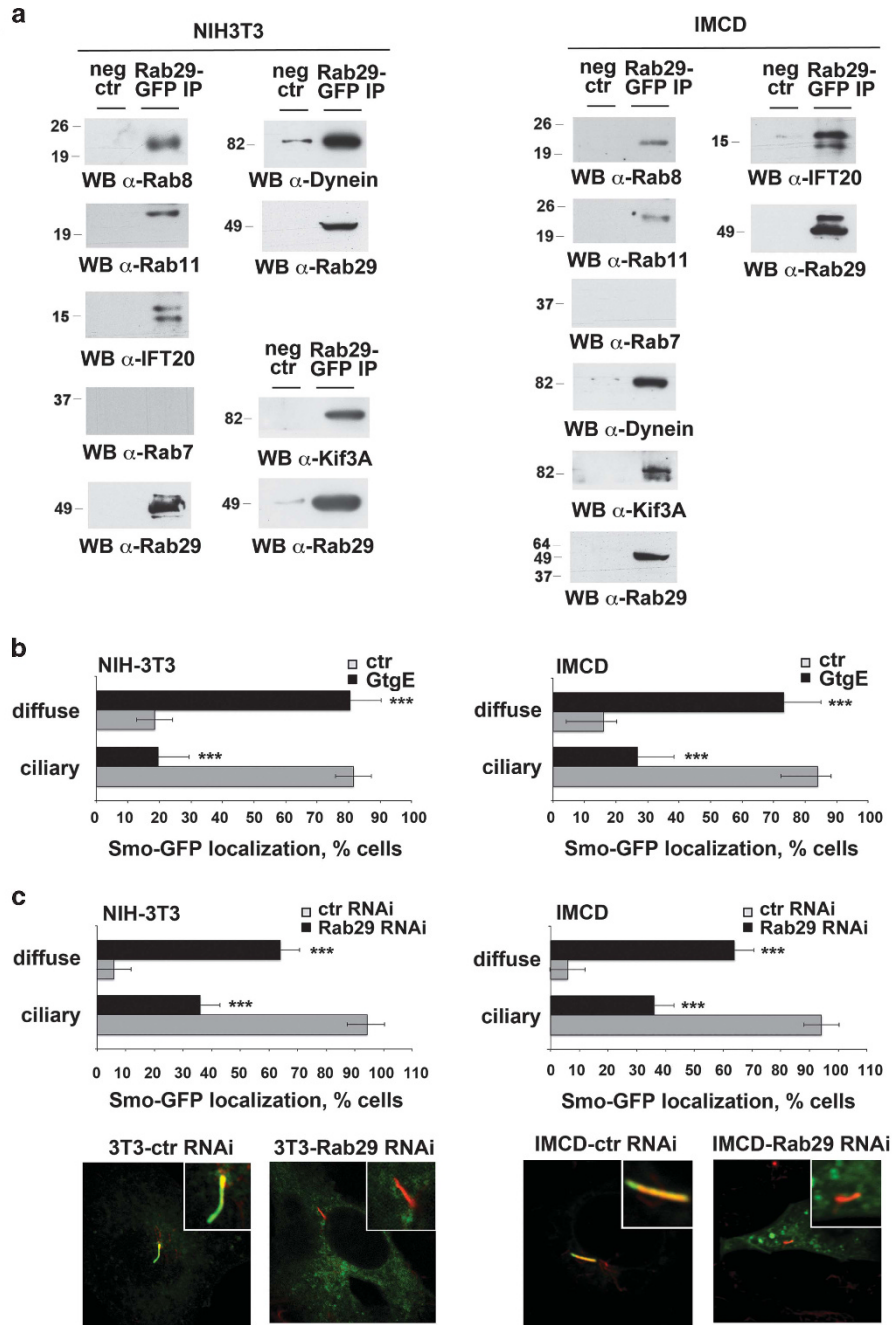 a
NIH3T3
neg ctr
Rab29-GFP IP
26
19
WB α-Rab8
19
WB α-Rab11
15
WB α-IFT20
37
WB α-Rab7
49
WB α-Rab29
neg ctr
Rab29-GFP IP
82
WB α-Dynein
49
WB α-Rab29
neg ctr
Rab29-GFP IP
82
WB α-Kif3A
49
WB α-Rab29
IMCD
neg ctr
Rab29-GFP IP
26
19
WB α-Rab8
26
19
WB α-Rab11
37
WB α-Rab7
82
WB α-Dynein
82
WB α-Kif3A
64
49
37
WB α-Rab29
neg ctr
Rab29-GFP IP
15
WB α-IFT20
49
WB α-Rab29
b
NIH-3T3
ctr
GtgE
diffuse
***
ciliary
***
0 10 20 30 40 50 60 70 80 90 100
Smo-GFP localization, % cells
IMCD
ctr
GtgE
***
***
0 10 20 30 40 50 60 70 80 90 100
Smo-GFP localization, % cells
c
NIH-3T3
ctr RNAi
Rab29 RNAi
diffuse
***
ciliary
***
0 10 20 30 40 50 60 70 80 90 100 110
Smo-GFP localization, % cells
IMCD
ctr RNAi
Rab29 RNAi
diffuse
***
ciliary
***
0 10 20 30 40 50 60 70 80 90 100 110
Smo-GFP localization, % cells
3T3-ctr RNAi
3T3-Rab29 RNAi
IMCD-ctr RNAi
IMCD-Rab29 RNAi